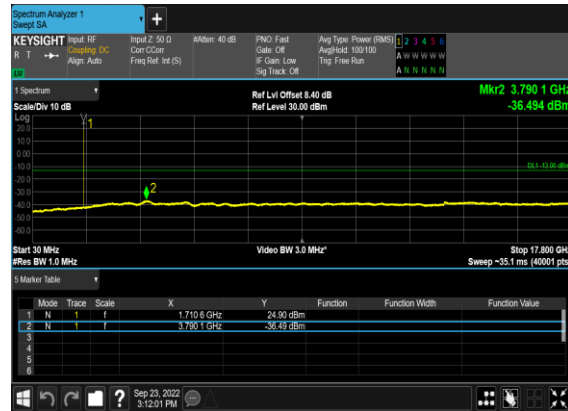 Spectrum Analyzer 1
Swept SA
+
KEYSIGHT Input: RF Input Z: 50 Ω #Atten: 40 dB PNO: Fast Avg Type: Power (RMS) 1 2 3 4 5 6
R T Coupling: DC Corr CCorr Gate: Off Avg|Hold: 100/100 A W W W W W
Align: Auto Freq Ref: Int (S) IF Gain: Low Trig: Free Run
Sig Track: Off A N N N N N
1 Spectrum Ref Lvl Offset 8.40 dB Mkr2 3.790 1 GHz
Scale/Div 10 dB Ref Level 30.00 dBm -36.494 dBm
Log
1
20.0
10.0
0.00
-10.0
DL1 -13.00 dBm
-20.0
-30.0
2
-40.0
-50.0
-60.0
Start 30 MHz Video BW 3.0 MHz* Stop 17.800 GHz
#Res BW 1.0 MHz Sweep ~35.1 ms (40001 pts)
5 Marker Table
Mode Trace Scale X Y Function Function Width Function Value
1 N 1 f 1.710 6 GHz 24.90 dBm
2 N 1 f 3.790 1 GHz -36.49 dBm
3
4
5
6
? Sep 23, 2022
3:12:01 PM